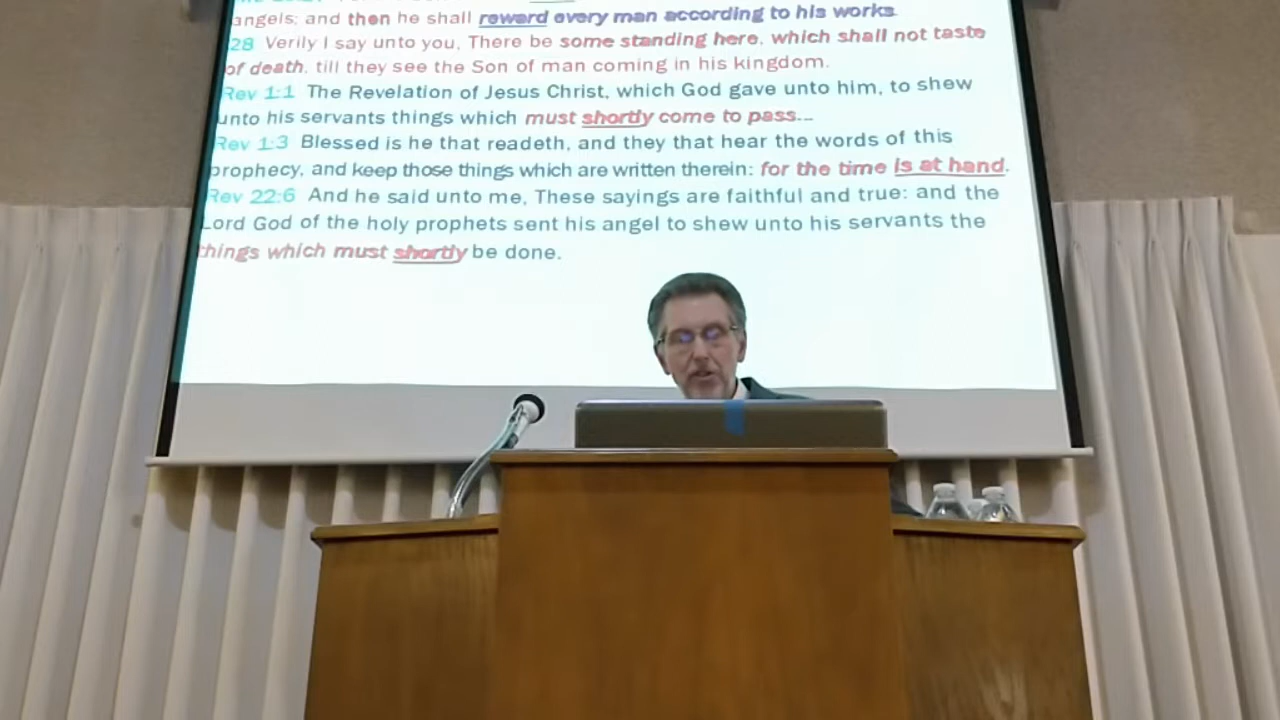 angels; and then he shall reward every man according to his works.
28 Verily I say unto you, There be some standing here, which shall not taste
of death, till they see the Son of man coming in his kingdom.
Rev 1:1 The Revelation of Jesus Christ, which God gave unto him, to shew
unto his servants things which must shortly come to pass...
Rev 1:3 Blessed is he that readeth, and they that hear the words of this
prophecy, and keep those things which are written therein: for the time is at hand.
Rev 22:6 And he said unto me, These sayings are faithful and true: and the
Lord God of the holy prophets sent his angel to shew unto his servants the
things which must shortly be done.